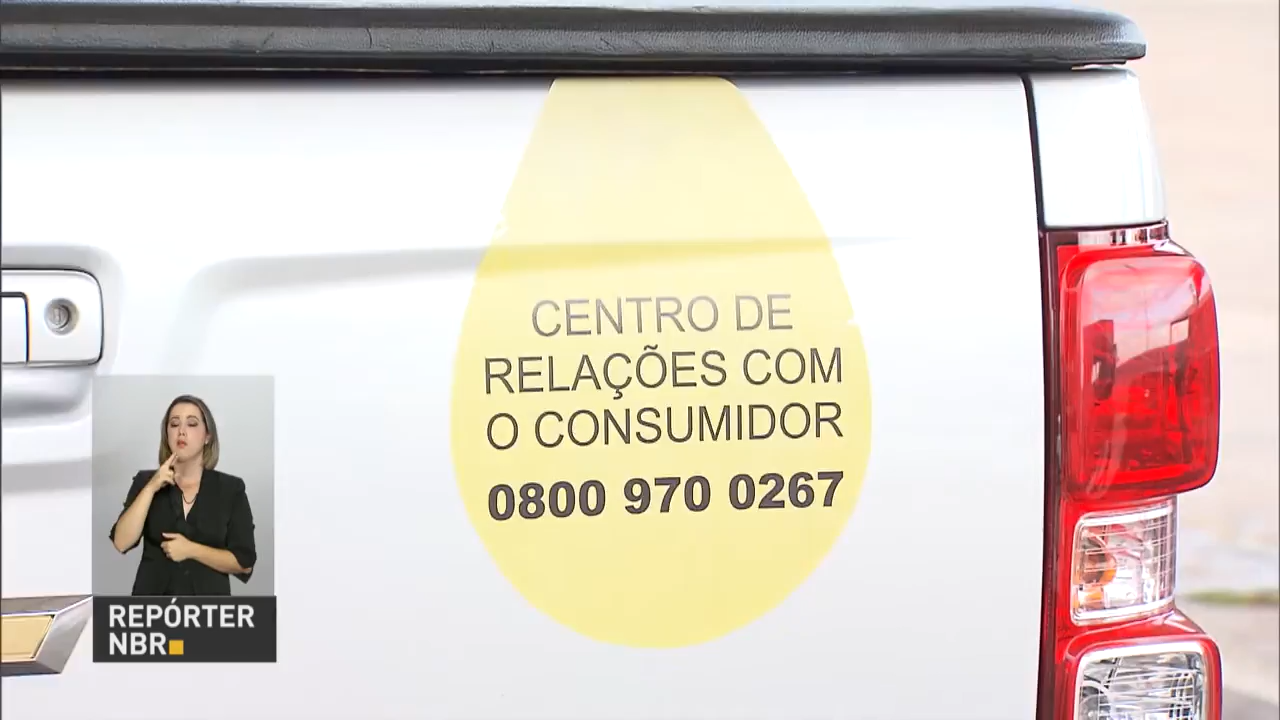 CENTRO DE
RELAÇÕES COM
O CONSUMIDOR
0800 970 0267
REPÓRTER
NBR